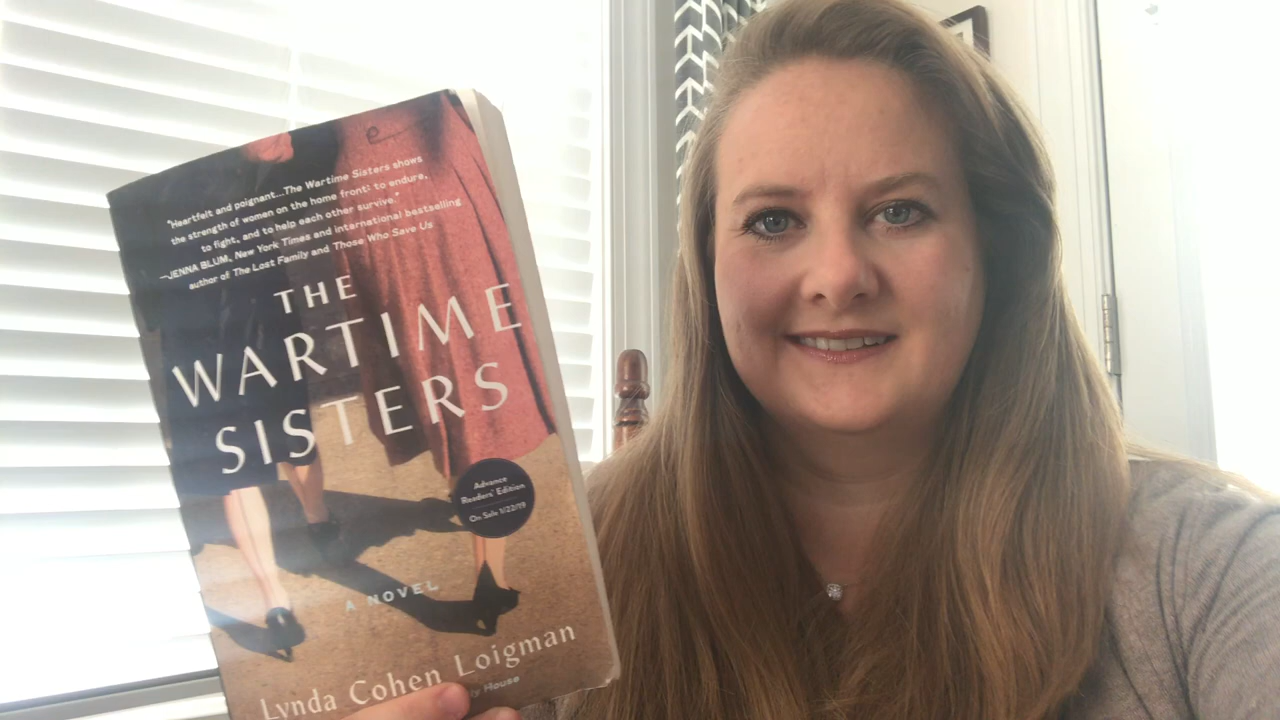 "Heartfelt and poignant...The Wartime Sisters shows
the strength of women on the home front: to endure,
to fight, and to help each other survive."
—JENNA BLUM, New York Times and international bestselling
author of The Lost Family and Those Who Save Us
THE
WARTIME
SISTERS
Advance
Readers' Edition
On Sale 1/22/19
A NOVEL
Lynda Cohen Loigman
House